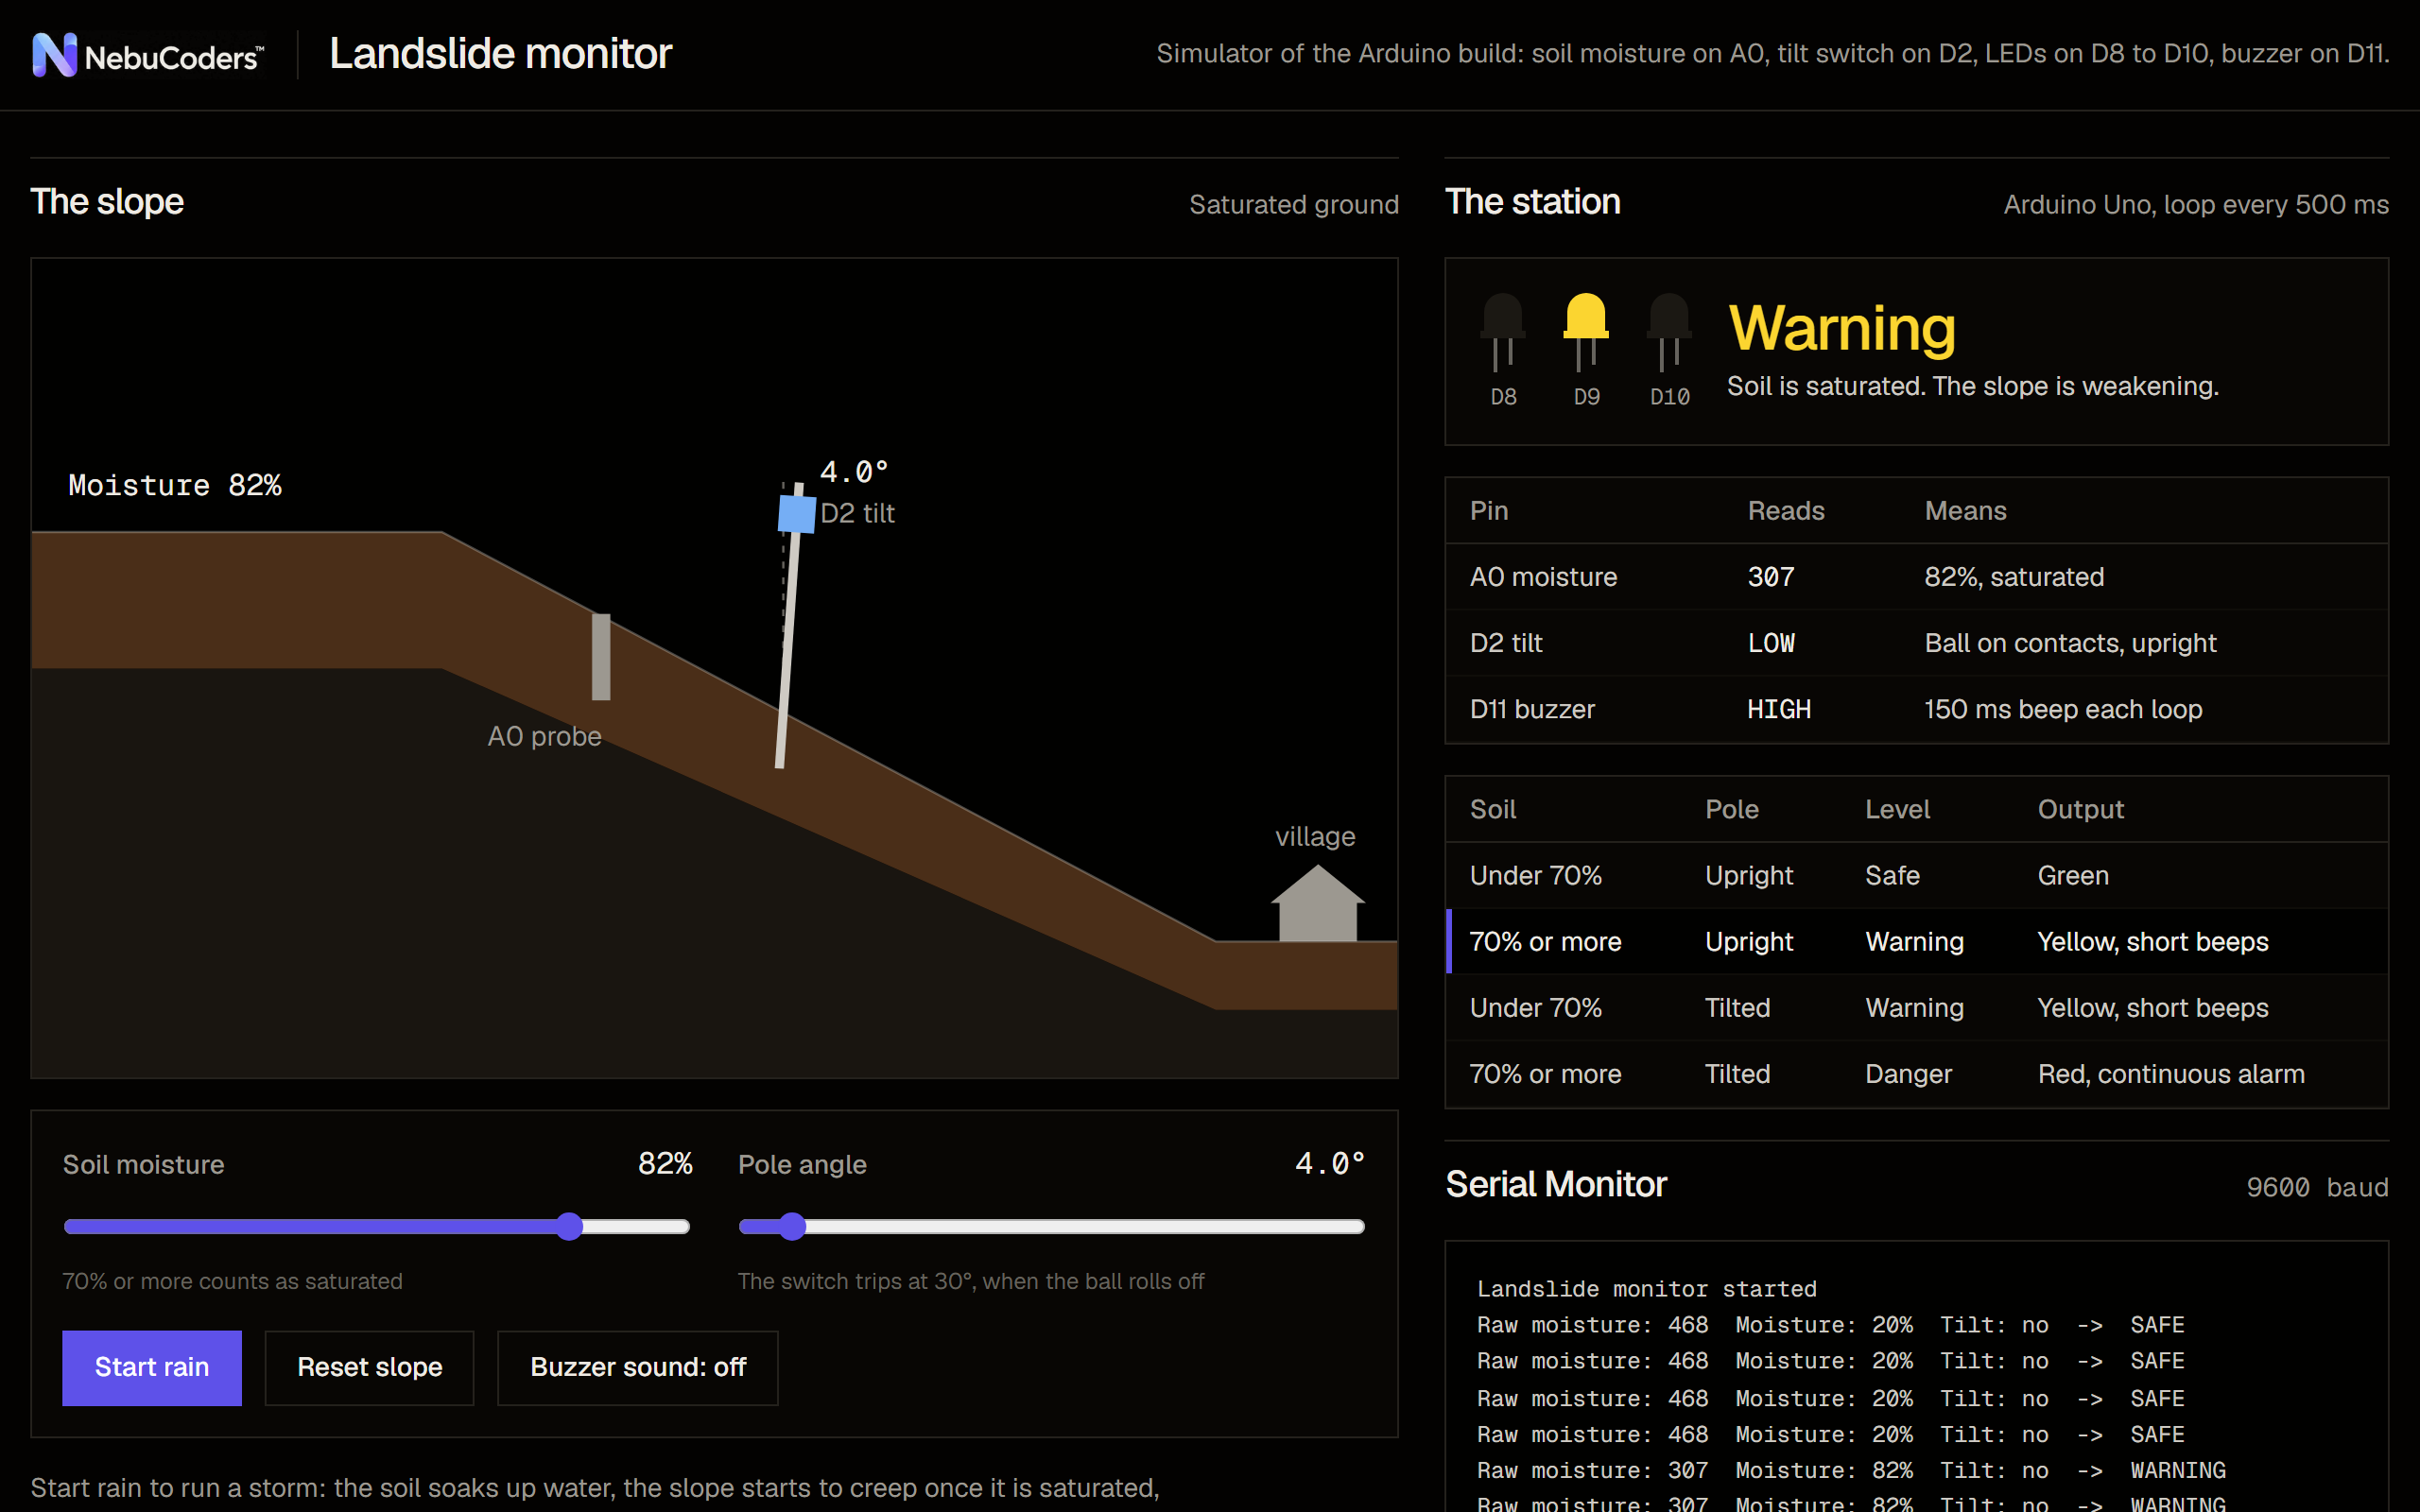 NebuCoders™
Landslide monitor
Simulator of the Arduino build: soil moisture on A0, tilt switch on D2, LEDs on D8 to D10, buzzer on D11.
The slope
Saturated ground
Moisture 82%
4.0°
D2 tilt
A0 probe
village
Soil moisture 82%
70% or more counts as saturated
Pole angle 4.0°
The switch trips at 30°, when the ball rolls off
Start rain
Reset slope
Buzzer sound: off
Start rain to run a storm: the soil soaks up water, the slope starts to creep once it is saturated,
The station
Arduino Uno, loop every 500 ms
D8 D9 D10
Warning
Soil is saturated. The slope is weakening.
Pin Reads Means
A0 moisture 307 82%, saturated
D2 tilt LOW Ball on contacts, upright
D11 buzzer HIGH 150 ms beep each loop
Soil Pole Level Output
Under 70% Upright Safe Green
70% or more Upright Warning Yellow, short beeps
Under 70% Tilted Warning Yellow, short beeps
70% or more Tilted Danger Red, continuous alarm
Serial Monitor
9600 baud
Landslide monitor started
Raw moisture: 468 Moisture: 20% Tilt: no -> SAFE
Raw moisture: 468 Moisture: 20% Tilt: no -> SAFE
Raw moisture: 468 Moisture: 20% Tilt: no -> SAFE
Raw moisture: 468 Moisture: 20% Tilt: no -> SAFE
Raw moisture: 307 Moisture: 82% Tilt: no -> WARNING
Raw moisture: 307 Moisture: 82% Tilt: no -> WARNING